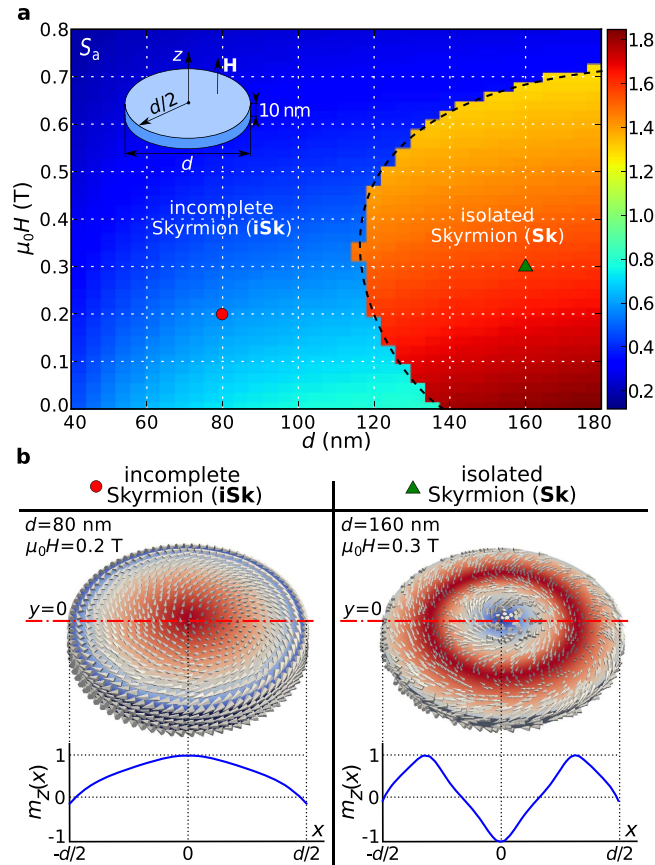 a
Sₐ
z
H
d/2
10 nm
d
incomplete
Skyrmion (iSk)
isolated
Skyrmion (Sk)
μ₀H (T)
0.8
0.7
0.6
0.5
0.4
0.3
0.2
0.1
0.0
40 60 80 100 120 140 160 180
d (nm)
1.8
1.6
1.4
1.2
1.0
0.8
0.6
0.4
0.2
b
incomplete
Skyrmion (iSk)
isolated
Skyrmion (Sk)
d=80 nm
μ₀H=0.2 T
d=160 nm
μ₀H=0.3 T
y=0
y=0
mz(x)
1
0
-1
-d/2 0 d/2
x
mz(x)
1
0
-1
-d/2 0 d/2
x